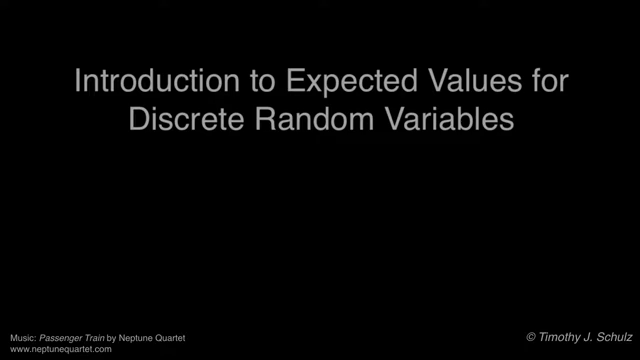 Introduction to Expected Values for
Discrete Random Variables
Music: Passenger Train by Neptune Quartet
www.neptunequartet.com
© Timothy J. Schulz